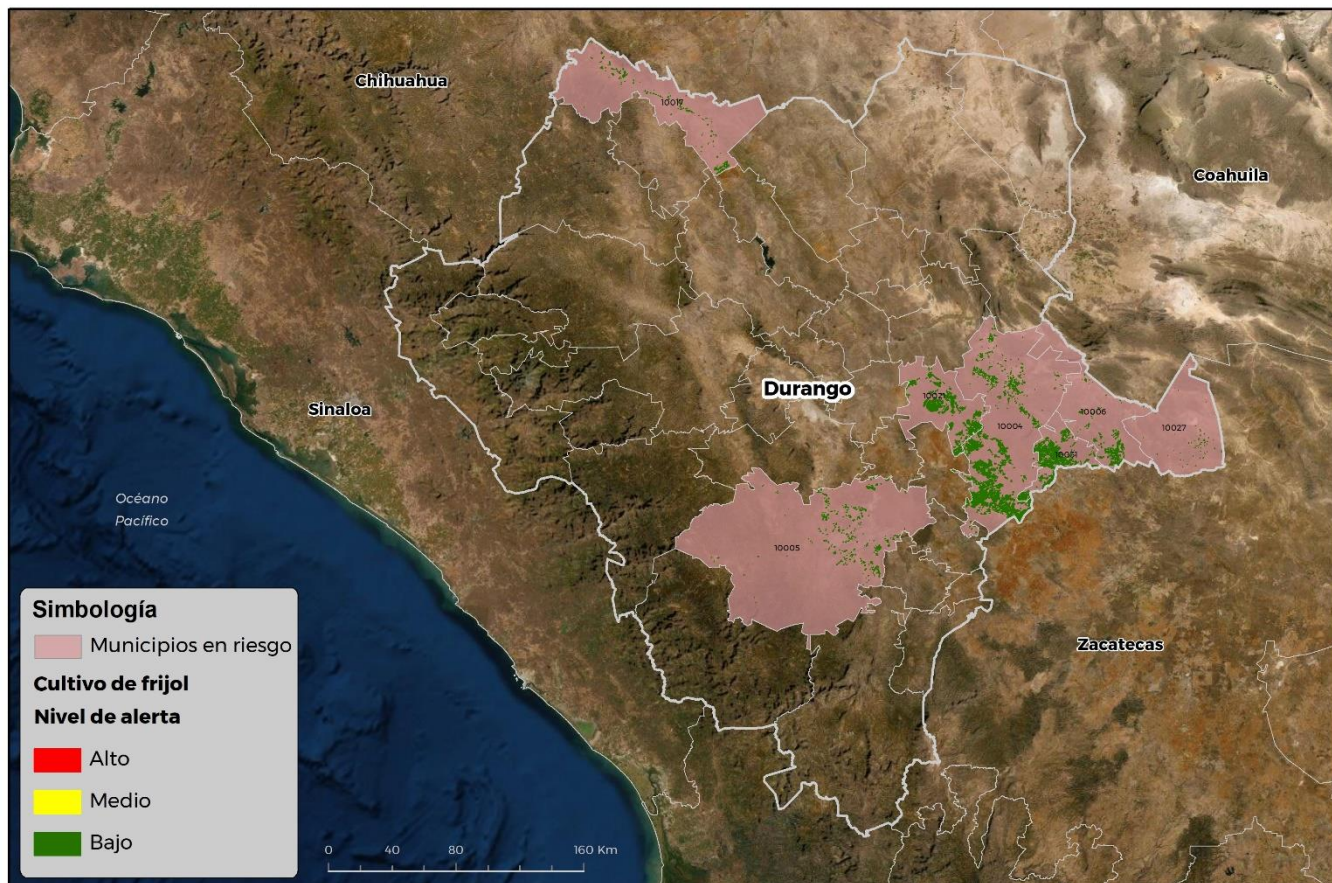 Chihuahua
10017
Coahuila
Durango
Sinaloa
10021
10004
10006
10027
Océano
Pacífico
10005
Zacatecas
Simbología
Municipios en riesgo
Cultivo de frijol
Nivel de alerta
Alto
Medio
Bajo
0 40 80 160 Km